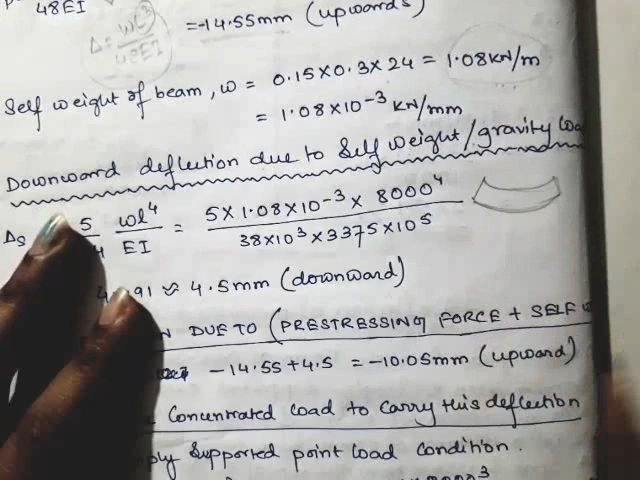 48EI
= -14.55mm (upwards)
Δ = wl³/48EI
Self weight of beam, w = 0.15 × 0.3 × 24 = 1.08 kN/m
= 1.08 × 10⁻³ kN/mm
Downward deflection due to Self weight/gravity
Δs 5 wl⁴/EI = 5 × 1.08 × 10⁻³ × 8000⁴ / 38 × 10³ × 3375 × 10⁵
91 ≈ 4.5mm (downward)
DUE TO (PRESTRESSING FORCE + SELF
-14.55 + 4.5 = -10.05mm (upward)
Concentrated load to carry this deflection
Supported point load condition.